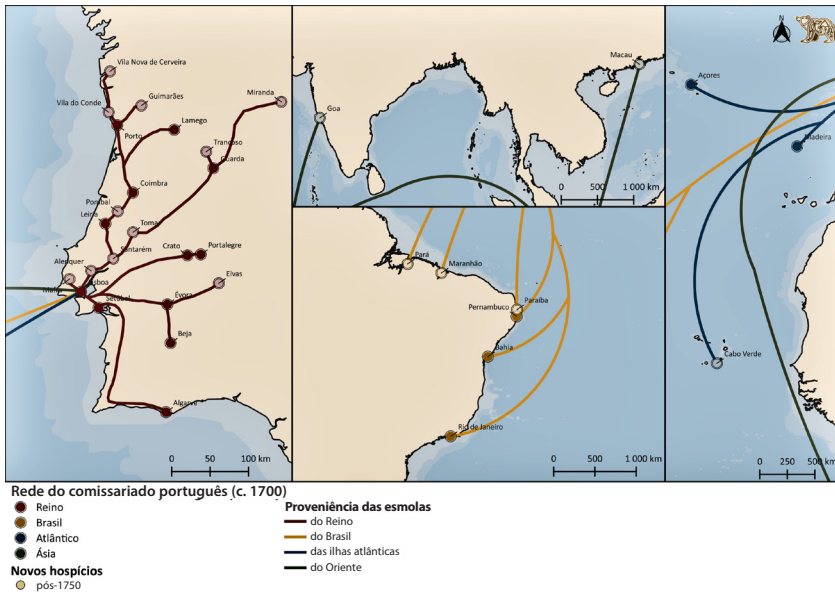 Vila Nova de Cerveira
Vila do Conde
Guimarães
Miranda
Porto
Lamego
Trancoso
Guarda
Coimbra
Pombal
Leiria
Tomar
Santarém
Crato
Portalegre
Alenquer
Mafra
Lisboa
Setúbal
Évora
Elvas
Beja
Algarve
0 50 100 km
Goa
Macau
0 500 1 000 km
Pará
Maranhão
Pernambuco
Paraíba
Bahia
Rio de Janeiro
0 500 1 000 km
N
Açores
Madeira
Cabo Verde
0 250 500 km
Rede do comissariado português (c. 1700)
Reino
Brasil
Atlântico
Ásia
Novos hospícios
pós-1750
Proveniência das esmolas
do Reino
do Brasil
das ilhas atlânticas
do Oriente